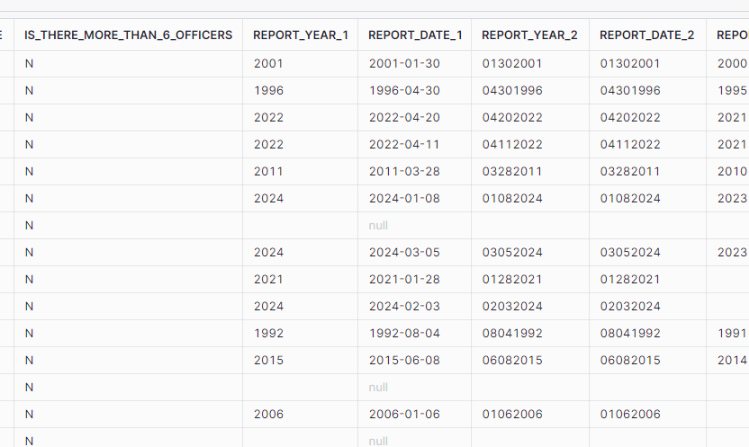 E IS_THERE_MORE_THAN_6_OFFICERS REPORT_YEAR_1 REPORT_DATE_1 REPORT_YEAR_2 REPORT_DATE_2 REPO
N 2001 2001-01-30 01302001 01302001 2000
N 1996 1996-04-30 04301996 04301996 1995
N 2022 2022-04-20 04202022 04202022 2021
N 2022 2022-04-11 04112022 04112022 2021
N 2011 2011-03-28 03282011 03282011 2010
N 2024 2024-01-08 01082024 01082024 2023
N null
N 2024 2024-03-05 03052024 03052024 2023
N 2021 2021-01-28 01282021 01282021
N 2024 2024-02-03 02032024 02032024
N 1992 1992-08-04 08041992 08041992 1991
N 2015 2015-06-08 06082015 06082015 2014
N null
N 2006 2006-01-06 01062006 01062006
N null